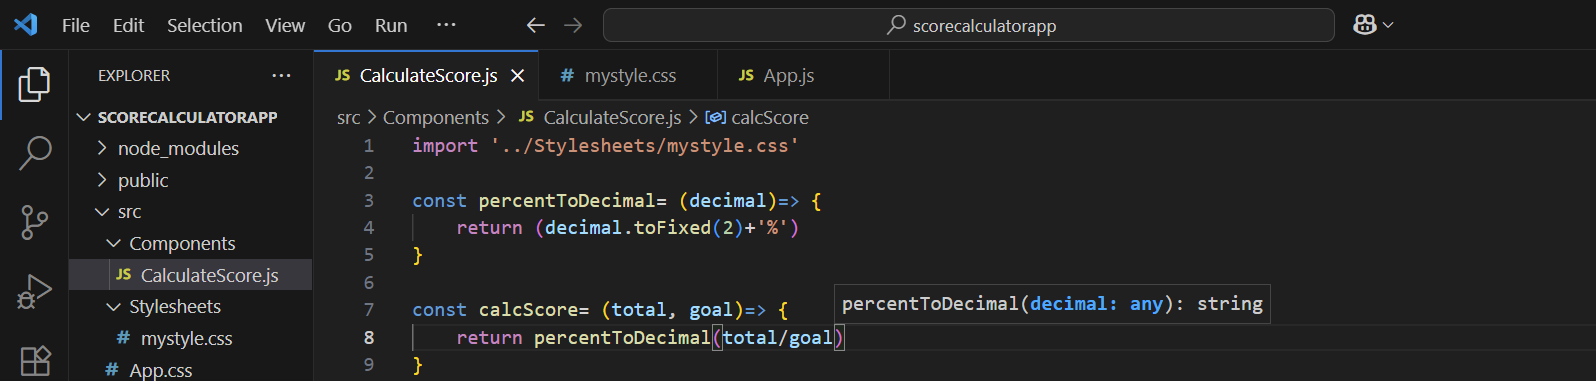 File Edit Selection View Go Run ··· scorecalculatorapp
EXPLORER ···
SCORECALCULATORAPP
node_modules
public
src
Components
JS CalculateScore.js
Stylesheets
# mystyle.css
# App.css
JS CalculateScore.js # mystyle.css JS App.js
src > Components > JS CalculateScore.js > calcScore
1 import '../Stylesheets/mystyle.css'
2
3 const percentToDecimal= (decimal)=> {
4 return (decimal.toFixed(2)+'%')
5 }
6
7 const calcScore= (total, goal)=> {
percentToDecimal(decimal: any): string
8 return percentToDecimal(total/goal)
9 }